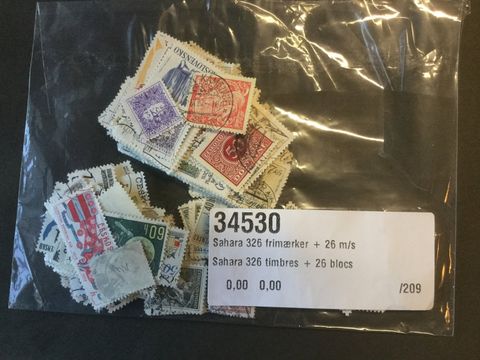 34530
Sahara 326 frimærker + 26 m/s
Sahara 326 timbres + 26 blocs
0,00 0,00 /209